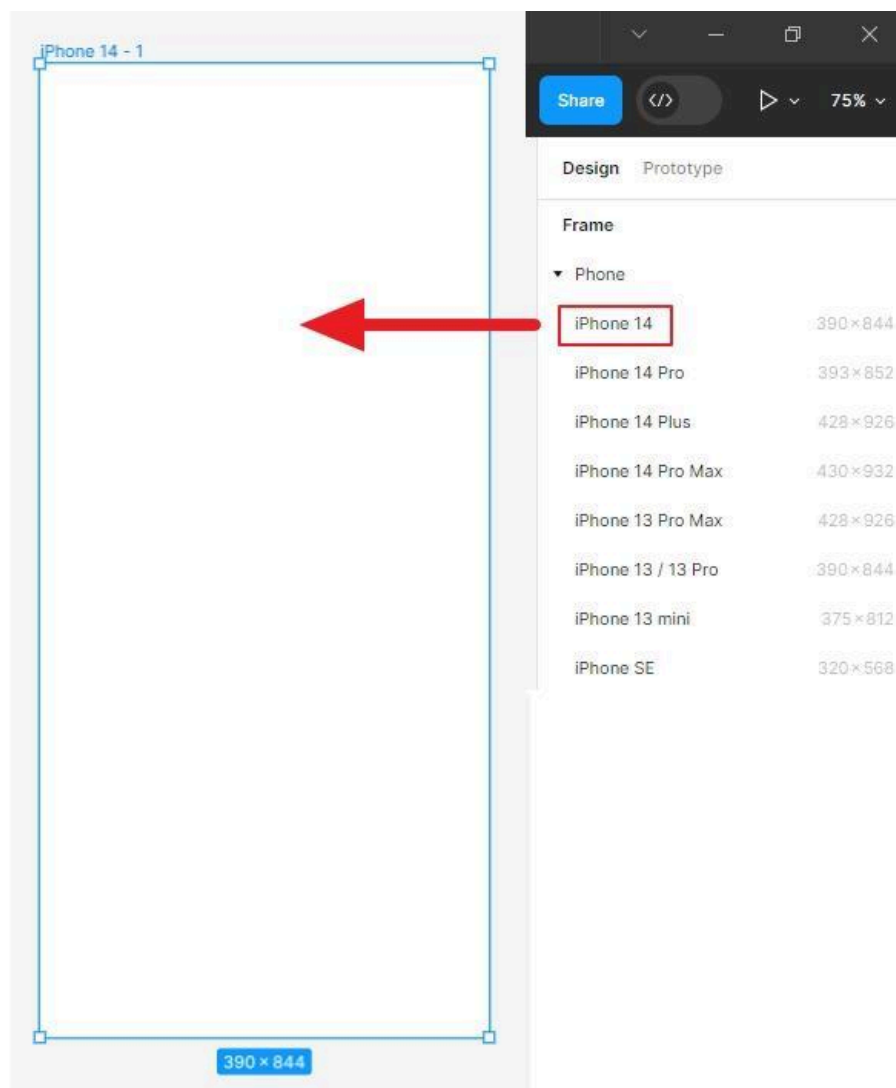 iPhone 14 - 1
390 × 844
Share </> 75%
Design Prototype
Frame
Phone
iPhone 14 390×844
iPhone 14 Pro 393×852
iPhone 14 Plus 428×926
iPhone 14 Pro Max 430×932
iPhone 13 Pro Max 428×926
iPhone 13 / 13 Pro 390×844
iPhone 13 mini 375×812
iPhone SE 320×568